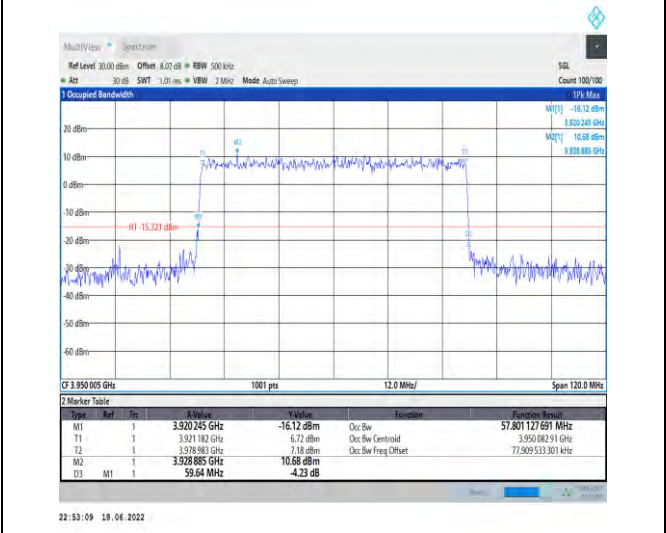 MultiView Spectrum
Ref Level 30.00 dBm Offset 8.07 dB RBW 500 kHz SGL
Att 30 dB SWT 1.01 ms VBW 2 MHz Mode Auto Sweep Count 100/100
1 Occupied Bandwidth 1Pk Max
M1[1] -16.12 dBm
3.920 245 GHz
M2[1] 10.68 dBm
3.928 885 GHz
20 dBm
M2
T1
10 dBm
0 dBm
-10 dBm
M1
H1 -15.321 dBm
-20 dBm
-30 dBm
-40 dBm
-50 dBm
-60 dBm
CF 3.950 005 GHz 1001 pts 12.0 MHz/ Span 120.0 MHz
2 Marker Table
Type Ref Trc X-Value Y-Value Function Function Result
M1 1 3.920 245 GHz -16.12 dBm Occ Bw 57.801 127 691 MHz
T1 1 3.921 182 GHz 6.72 dBm Occ Bw Centroid 3.950 082 91 GHz
T2 1 3.978 983 GHz 7.18 dBm Occ Bw Freq Offset 77.909 533 301 kHz
M2 1 3.928 885 GHz 10.68 dBm
D3 M1 1 59.64 MHz -4.23 dB
22:53:09 18.06.2022